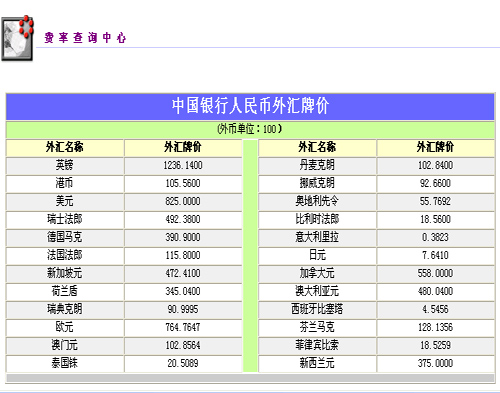 费率查询中心
中国银行人民币外汇牌价
(外币单位：100)
外汇名称 外汇牌价 外汇名称 外汇牌价
英镑 1236.1400 丹麦克朗 102.8400
港币 105.5600 挪威克朗 92.6600
美元 825.0000 奥地利先令 55.7692
瑞士法郎 492.3800 比利时法郎 18.5600
德国马克 390.9000 意大利里拉 0.3823
法国法郎 115.8000 日元 7.6410
新加坡元 472.4100 加拿大元 558.0000
荷兰盾 345.0400 澳大利亚元 480.0400
瑞典克朗 90.9995 西班牙比塞塔 4.5456
欧元 764.7647 芬兰马克 128.1356
澳门元 102.8564 菲律宾比索 18.5259
泰国铢 20.5089 新西兰元 375.0000